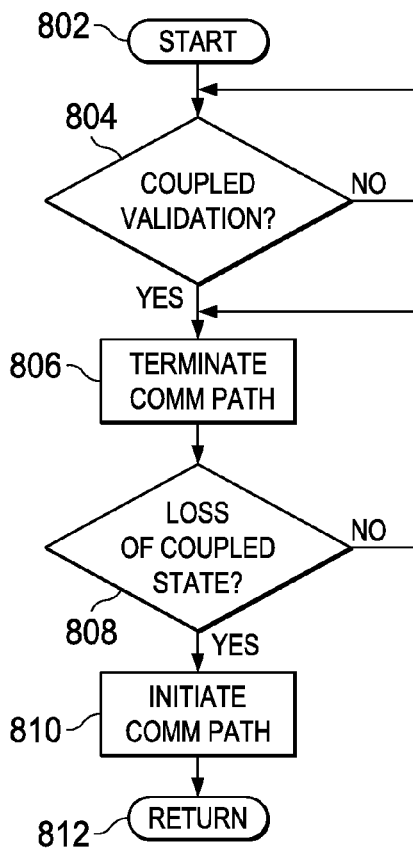 802
START
804
COUPLED
VALIDATION?
NO
YES
806
TERMINATE
COMM PATH
LOSS
OF COUPLED
STATE?
NO
808
YES
810
INITIATE
COMM PATH
812
RETURN